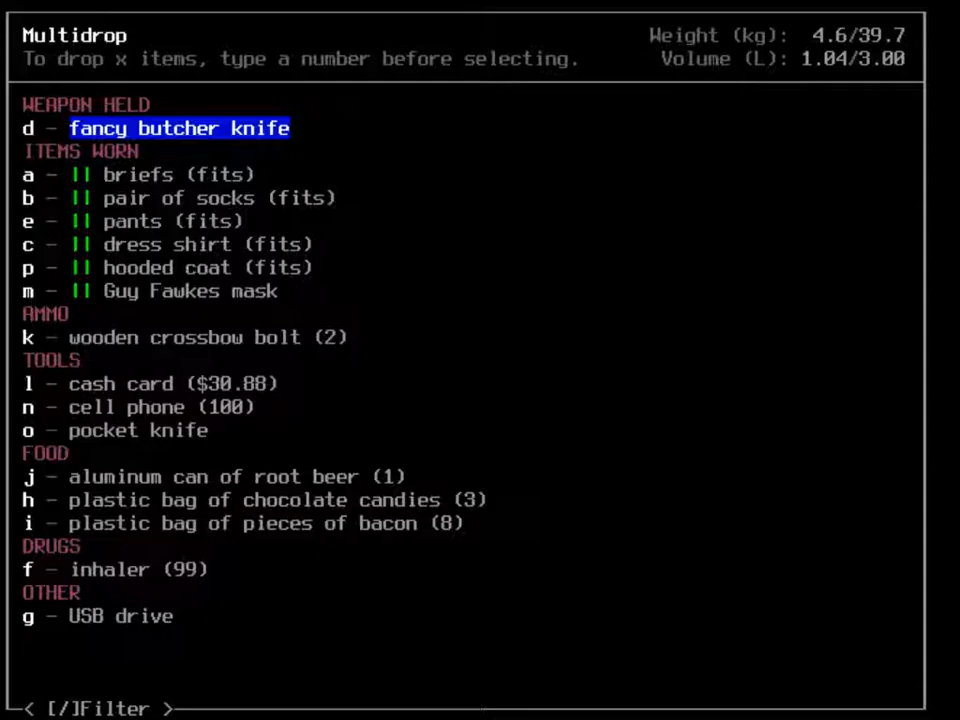 Multidrop Weight (kg): 4.6/39.7
To drop x items, type a number before selecting. Volume (L): 1.04/3.00
WEAPON HELD
d - fancy butcher knife
ITEMS WORN
a - || briefs (fits)
b - || pair of socks (fits)
e - || pants (fits)
c - || dress shirt (fits)
p - || hooded coat (fits)
m - || Guy Fawkes mask
AMMO
k - wooden crossbow bolt (2)
TOOLS
l - cash card ($30.88)
n - cell phone (100)
o - pocket knife
FOOD
j - aluminum can of root beer (1)
h - plastic bag of chocolate candies (3)
i - plastic bag of pieces of bacon (8)
DRUGS
f - inhaler (99)
OTHER
g - USB drive
< [/]Filter >